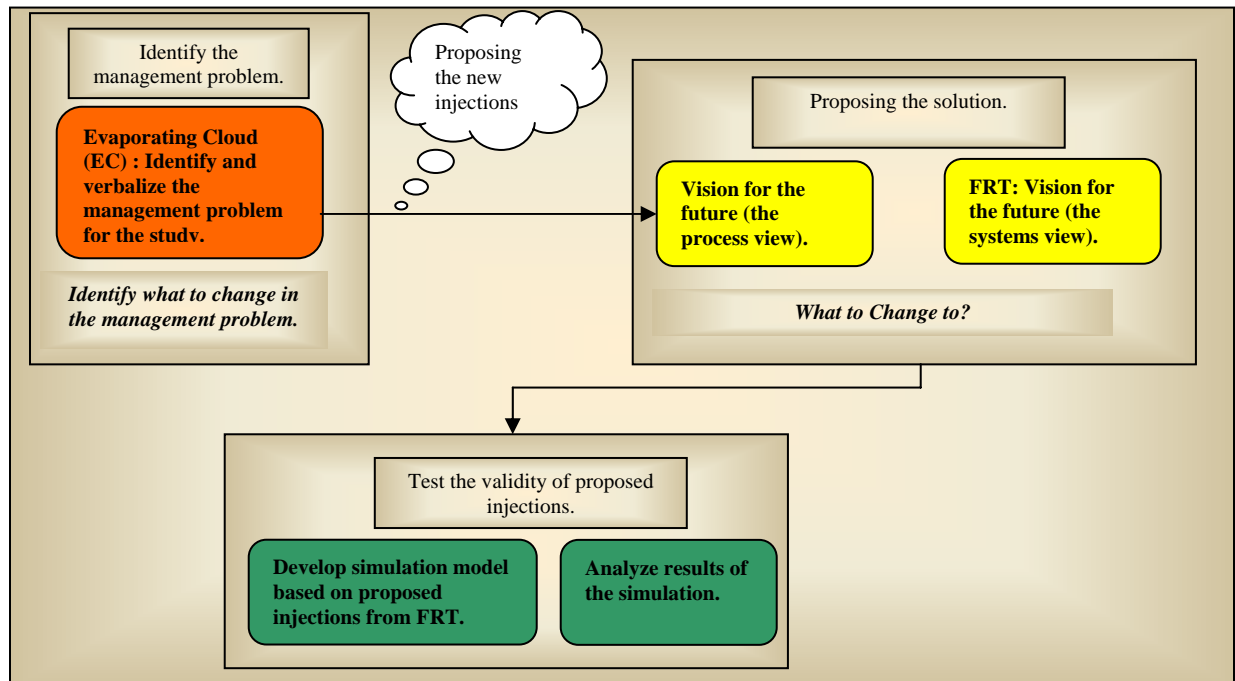 Identify the
management problem.
Evaporating Cloud
(EC) : Identify and
verbalize the
management problem
for the study.
Identify what to change in
the management problem.
Proposing
the new
injections
Proposing the solution.
Vision for the
future (the
process view).
FRT: Vision for
the future (the
systems view).
What to Change to?
Test the validity of proposed
injections.
Develop simulation model
based on proposed
injections from FRT.
Analyze results of
the simulation.